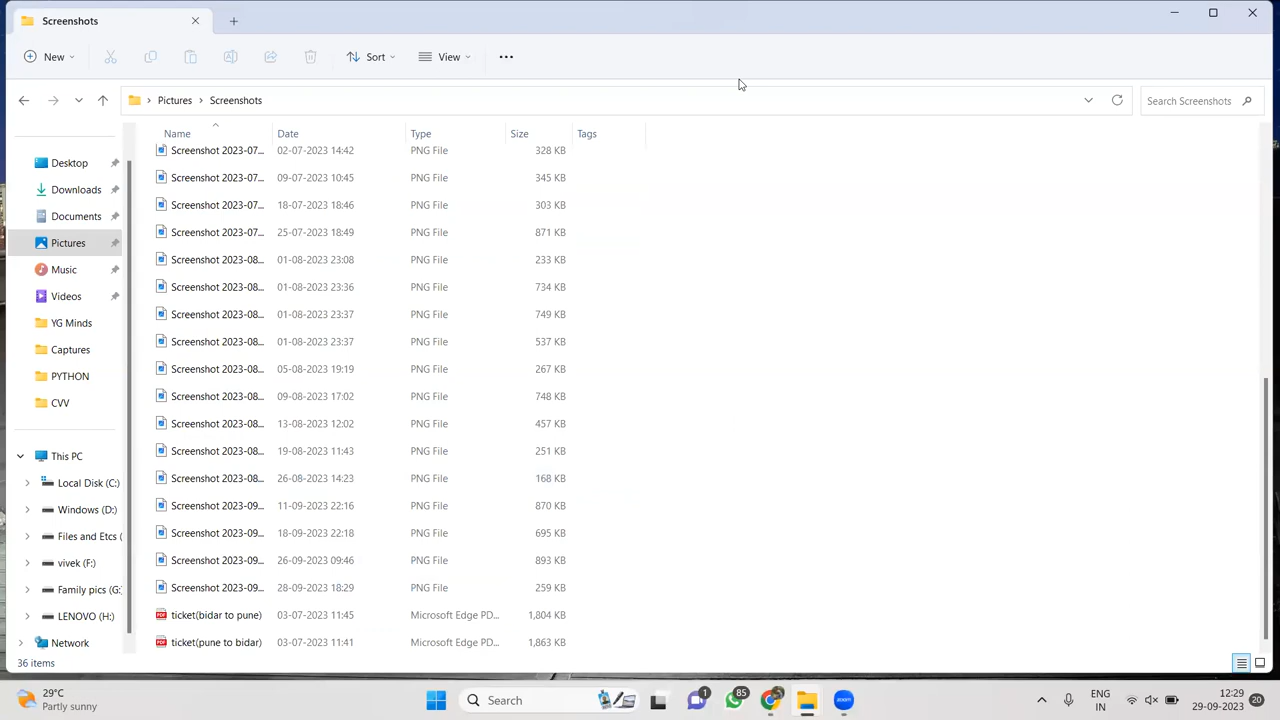 Screenshots
New
Sort
View
Pictures > Screenshots
Search Screenshots
Name Date Type Size Tags
Screenshot 2023-07... 02-07-2023 14:42 PNG File 328 KB
Screenshot 2023-07... 09-07-2023 10:45 PNG File 345 KB
Screenshot 2023-07... 18-07-2023 18:46 PNG File 303 KB
Screenshot 2023-07... 25-07-2023 18:49 PNG File 871 KB
Screenshot 2023-08... 01-08-2023 23:08 PNG File 233 KB
Screenshot 2023-08... 01-08-2023 23:36 PNG File 734 KB
Screenshot 2023-08... 01-08-2023 23:37 PNG File 749 KB
Screenshot 2023-08... 01-08-2023 23:37 PNG File 537 KB
Screenshot 2023-08... 05-08-2023 19:19 PNG File 267 KB
Screenshot 2023-08... 09-08-2023 17:02 PNG File 748 KB
Screenshot 2023-08... 13-08-2023 12:02 PNG File 457 KB
Screenshot 2023-08... 19-08-2023 11:43 PNG File 251 KB
Screenshot 2023-08... 26-08-2023 14:23 PNG File 168 KB
Screenshot 2023-09... 11-09-2023 22:16 PNG File 870 KB
Screenshot 2023-09... 18-09-2023 22:18 PNG File 695 KB
Screenshot 2023-09... 26-09-2023 09:46 PNG File 893 KB
Screenshot 2023-09... 28-09-2023 18:29 PNG File 259 KB
ticket(bidar to pune) 03-07-2023 11:45 Microsoft Edge PD... 1,804 KB
ticket(pune to bidar) 03-07-2023 11:41 Microsoft Edge PD... 1,863 KB
Desktop
Downloads
Documents
Pictures
Music
Videos
YG Minds
Captures
PYTHON
CVV
This PC
Local Disk (C:)
Windows (D:)
Files and Etcs (
vivek (F:)
Family pics (G:
LENOVO (H:)
Network
36 items
29°C
Partly sunny
Search
1
85
ENG
IN
12:29
29-09-2023
20